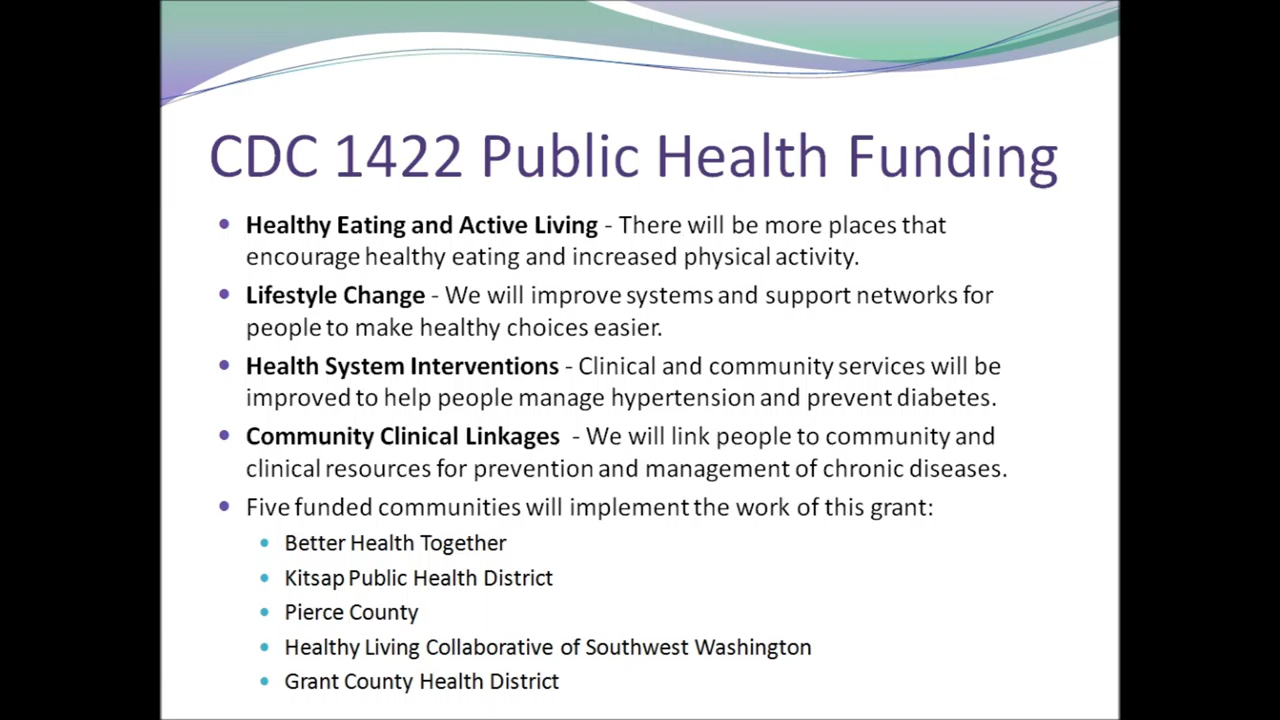 CDC 1422 Public Health Funding
• Healthy Eating and Active Living - There will be more places that
encourage healthy eating and increased physical activity.
• Lifestyle Change - We will improve systems and support networks for
people to make healthy choices easier.
• Health System Interventions - Clinical and community services will be
improved to help people manage hypertension and prevent diabetes.
• Community Clinical Linkages - We will link people to community and
clinical resources for prevention and management of chronic diseases.
• Five funded communities will implement the work of this grant:
• Better Health Together
• Kitsap Public Health District
• Pierce County
• Healthy Living Collaborative of Southwest Washington
• Grant County Health District